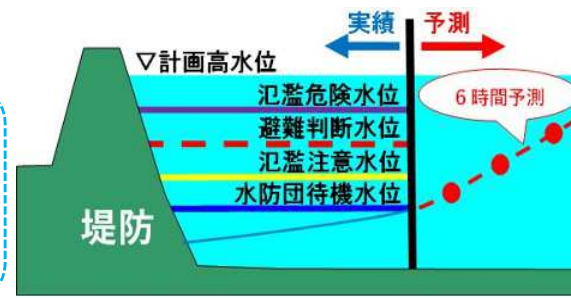 実績 予測
▽計画高水位
氾濫危険水位
6時間予測
避難判断水位
氾濫注意水位
水防団待機水位
堤防